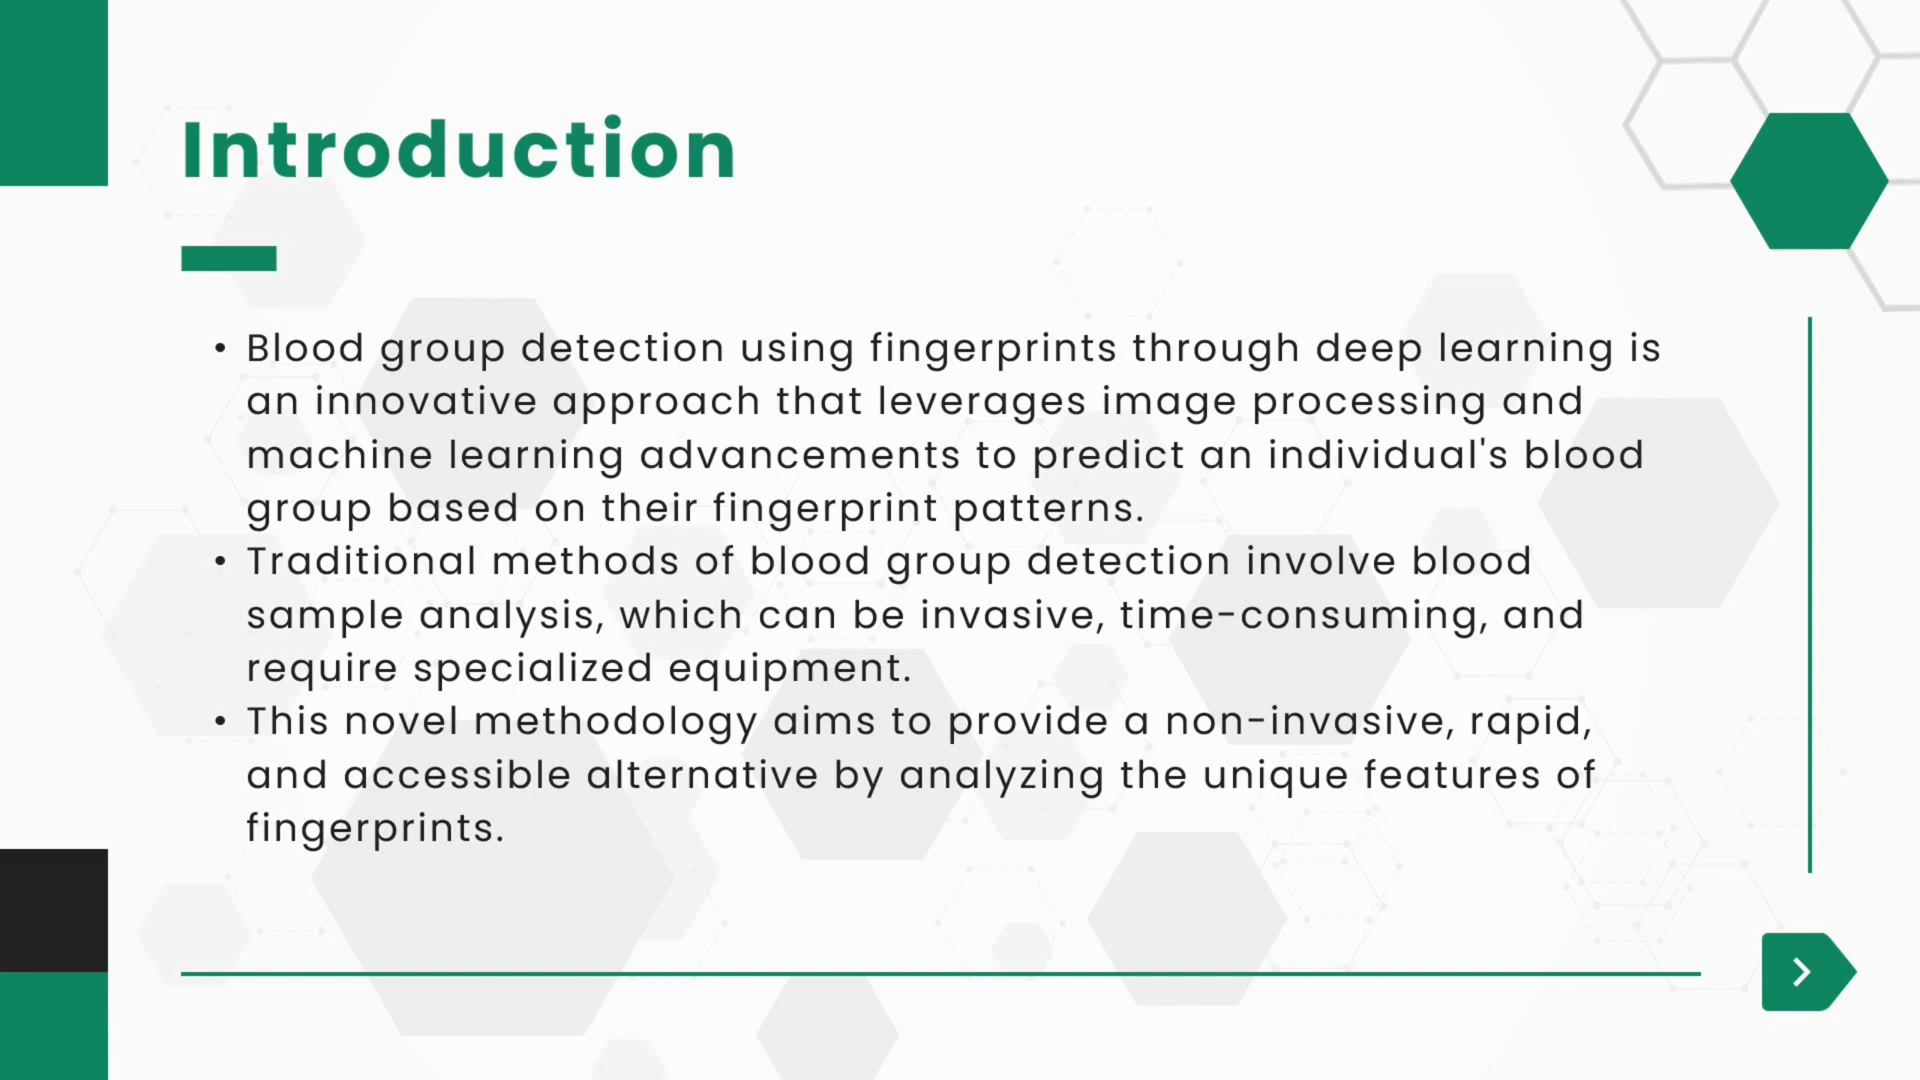 Introduction
• Blood group detection using fingerprints through deep learning is
an innovative approach that leverages image processing and
machine learning advancements to predict an individual's blood
group based on their fingerprint patterns.
• Traditional methods of blood group detection involve blood
sample analysis, which can be invasive, time-consuming, and
require specialized equipment.
• This novel methodology aims to provide a non-invasive, rapid,
and accessible alternative by analyzing the unique features of
fingerprints.